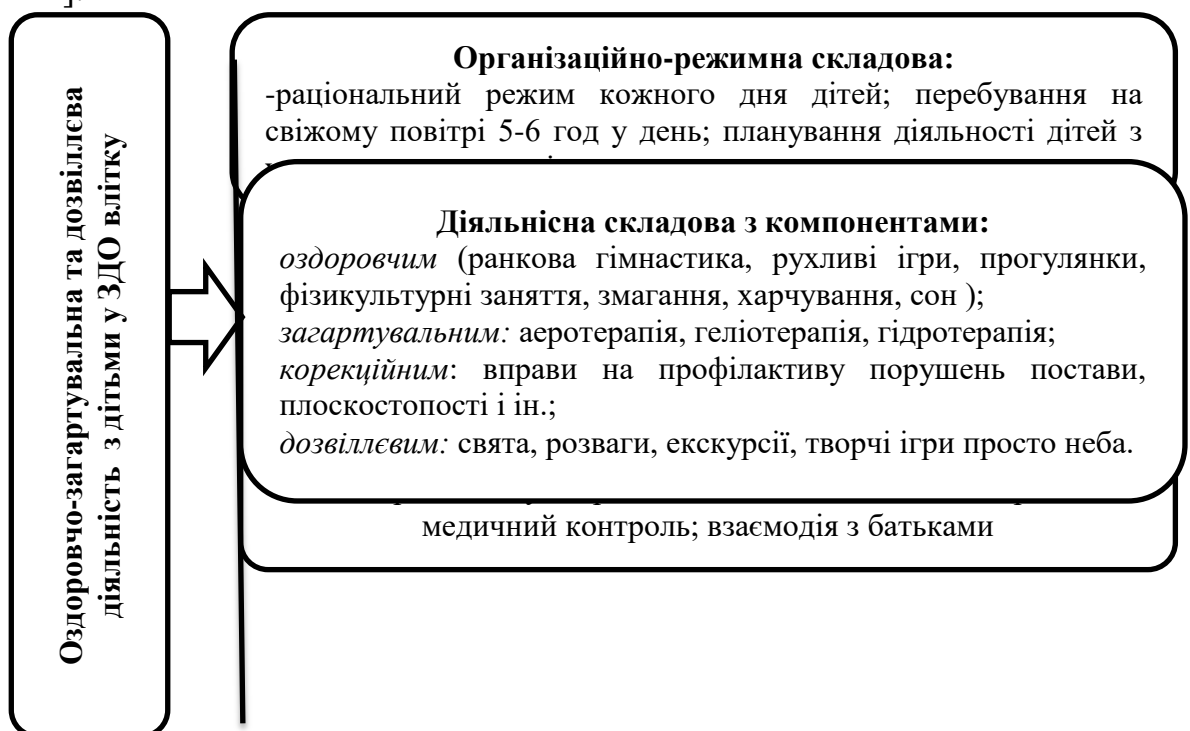 Оздоровчо-загартувальна та дозвіллєва
діяльність з дітьми у ЗДО влітку
Організаційно-режимна складова:
-раціональний режим кожного дня дітей; перебування на
свіжому повітрі 5-6 год у день; планування діяльності дітей з
Діяльнісна складова з компонентами:
оздоровчим (ранкова гімнастика, рухливі ігри, прогулянки,
фізикультурні заняття, змагання, харчування, сон );
загартувальним: аеротерапія, геліотерапія, гідротерапія;
корекційним: вправи на профілактиву порушень постави,
плоскостопості і ін.;
дозвіллєвим: свята, розваги, екскурсії, творчі ігри просто неба.
медичний контроль; взаємодія з батьками